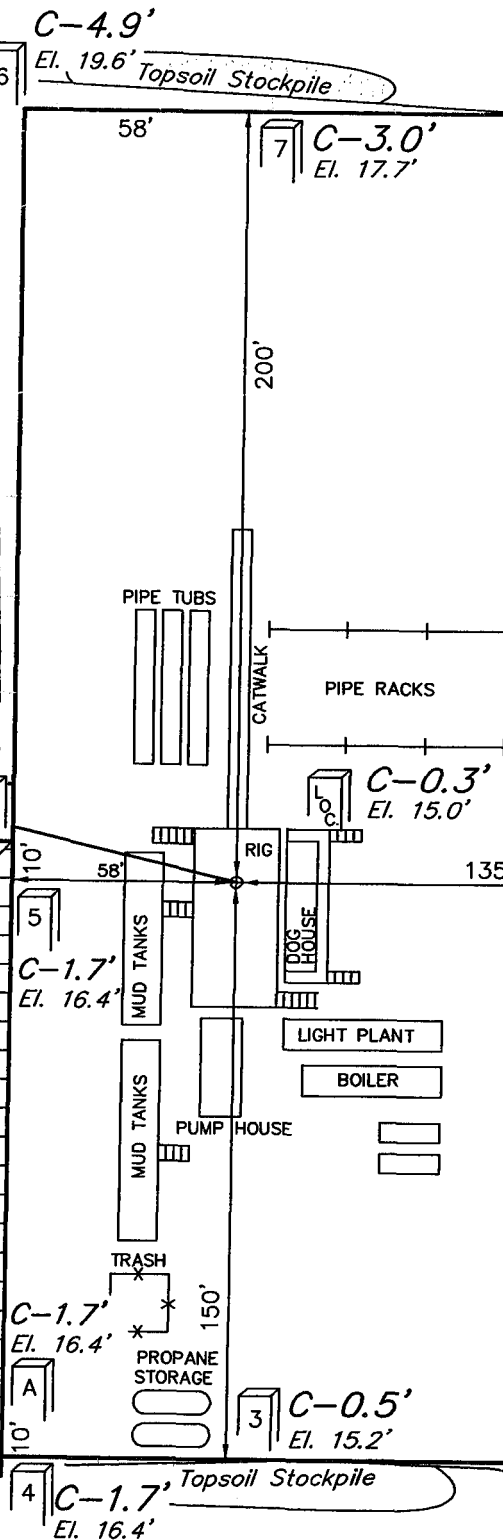 C-4.9'
6
El. 19.6'
Topsoil Stockpile
58'
7
C-3.0'
El. 17.7'
200'
PIPE TUBS
CATWALK
PIPE RACKS
LOC.
C-0.3'
El. 15.0'
RIG
10'
58'
135
5
DOG HOUSE
MUD TANKS
C-1.7'
El. 16.4'
LIGHT PLANT
BOILER
MUD TANKS
PUMP HOUSE
TRASH
150'
C-1.7'
El. 16.4'
PROPANE
STORAGE
A
3
C-0.5'
El. 15.2'
10'
Topsoil Stockpile
4
C-1.7'
El. 16.4'